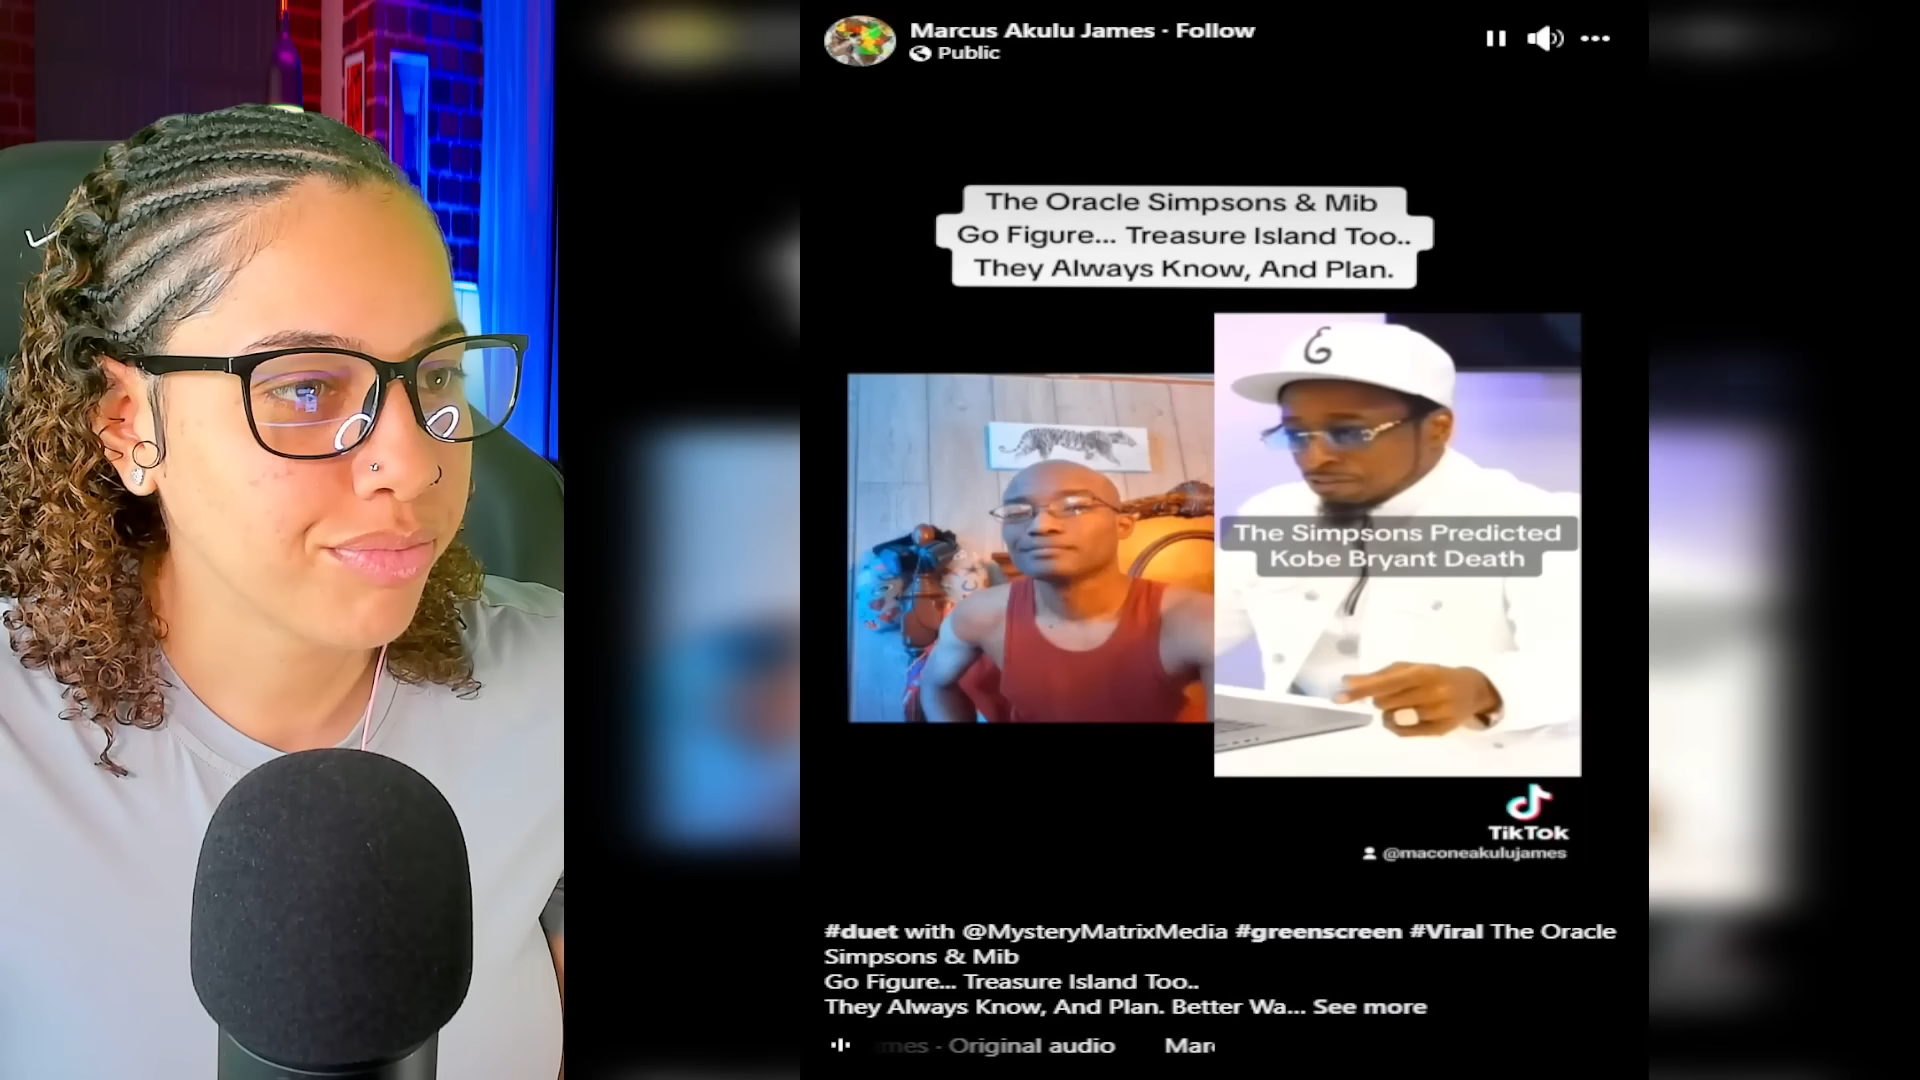 Marcus Akulu James · Follow
Public
The Oracle Simpsons & Mib
Go Figure... Treasure Island Too..
They Always Know, And Plan.
The Simpsons Predicted
Kobe Bryant Death
TikTok
@maconeakulujames
#duet with @MysteryMatrixMedia #greenscreen #Viral The Oracle
Simpsons & Mib
Go Figure... Treasure Island Too..
They Always Know, And Plan. Better Wa... See more
mes - Original audio Marc